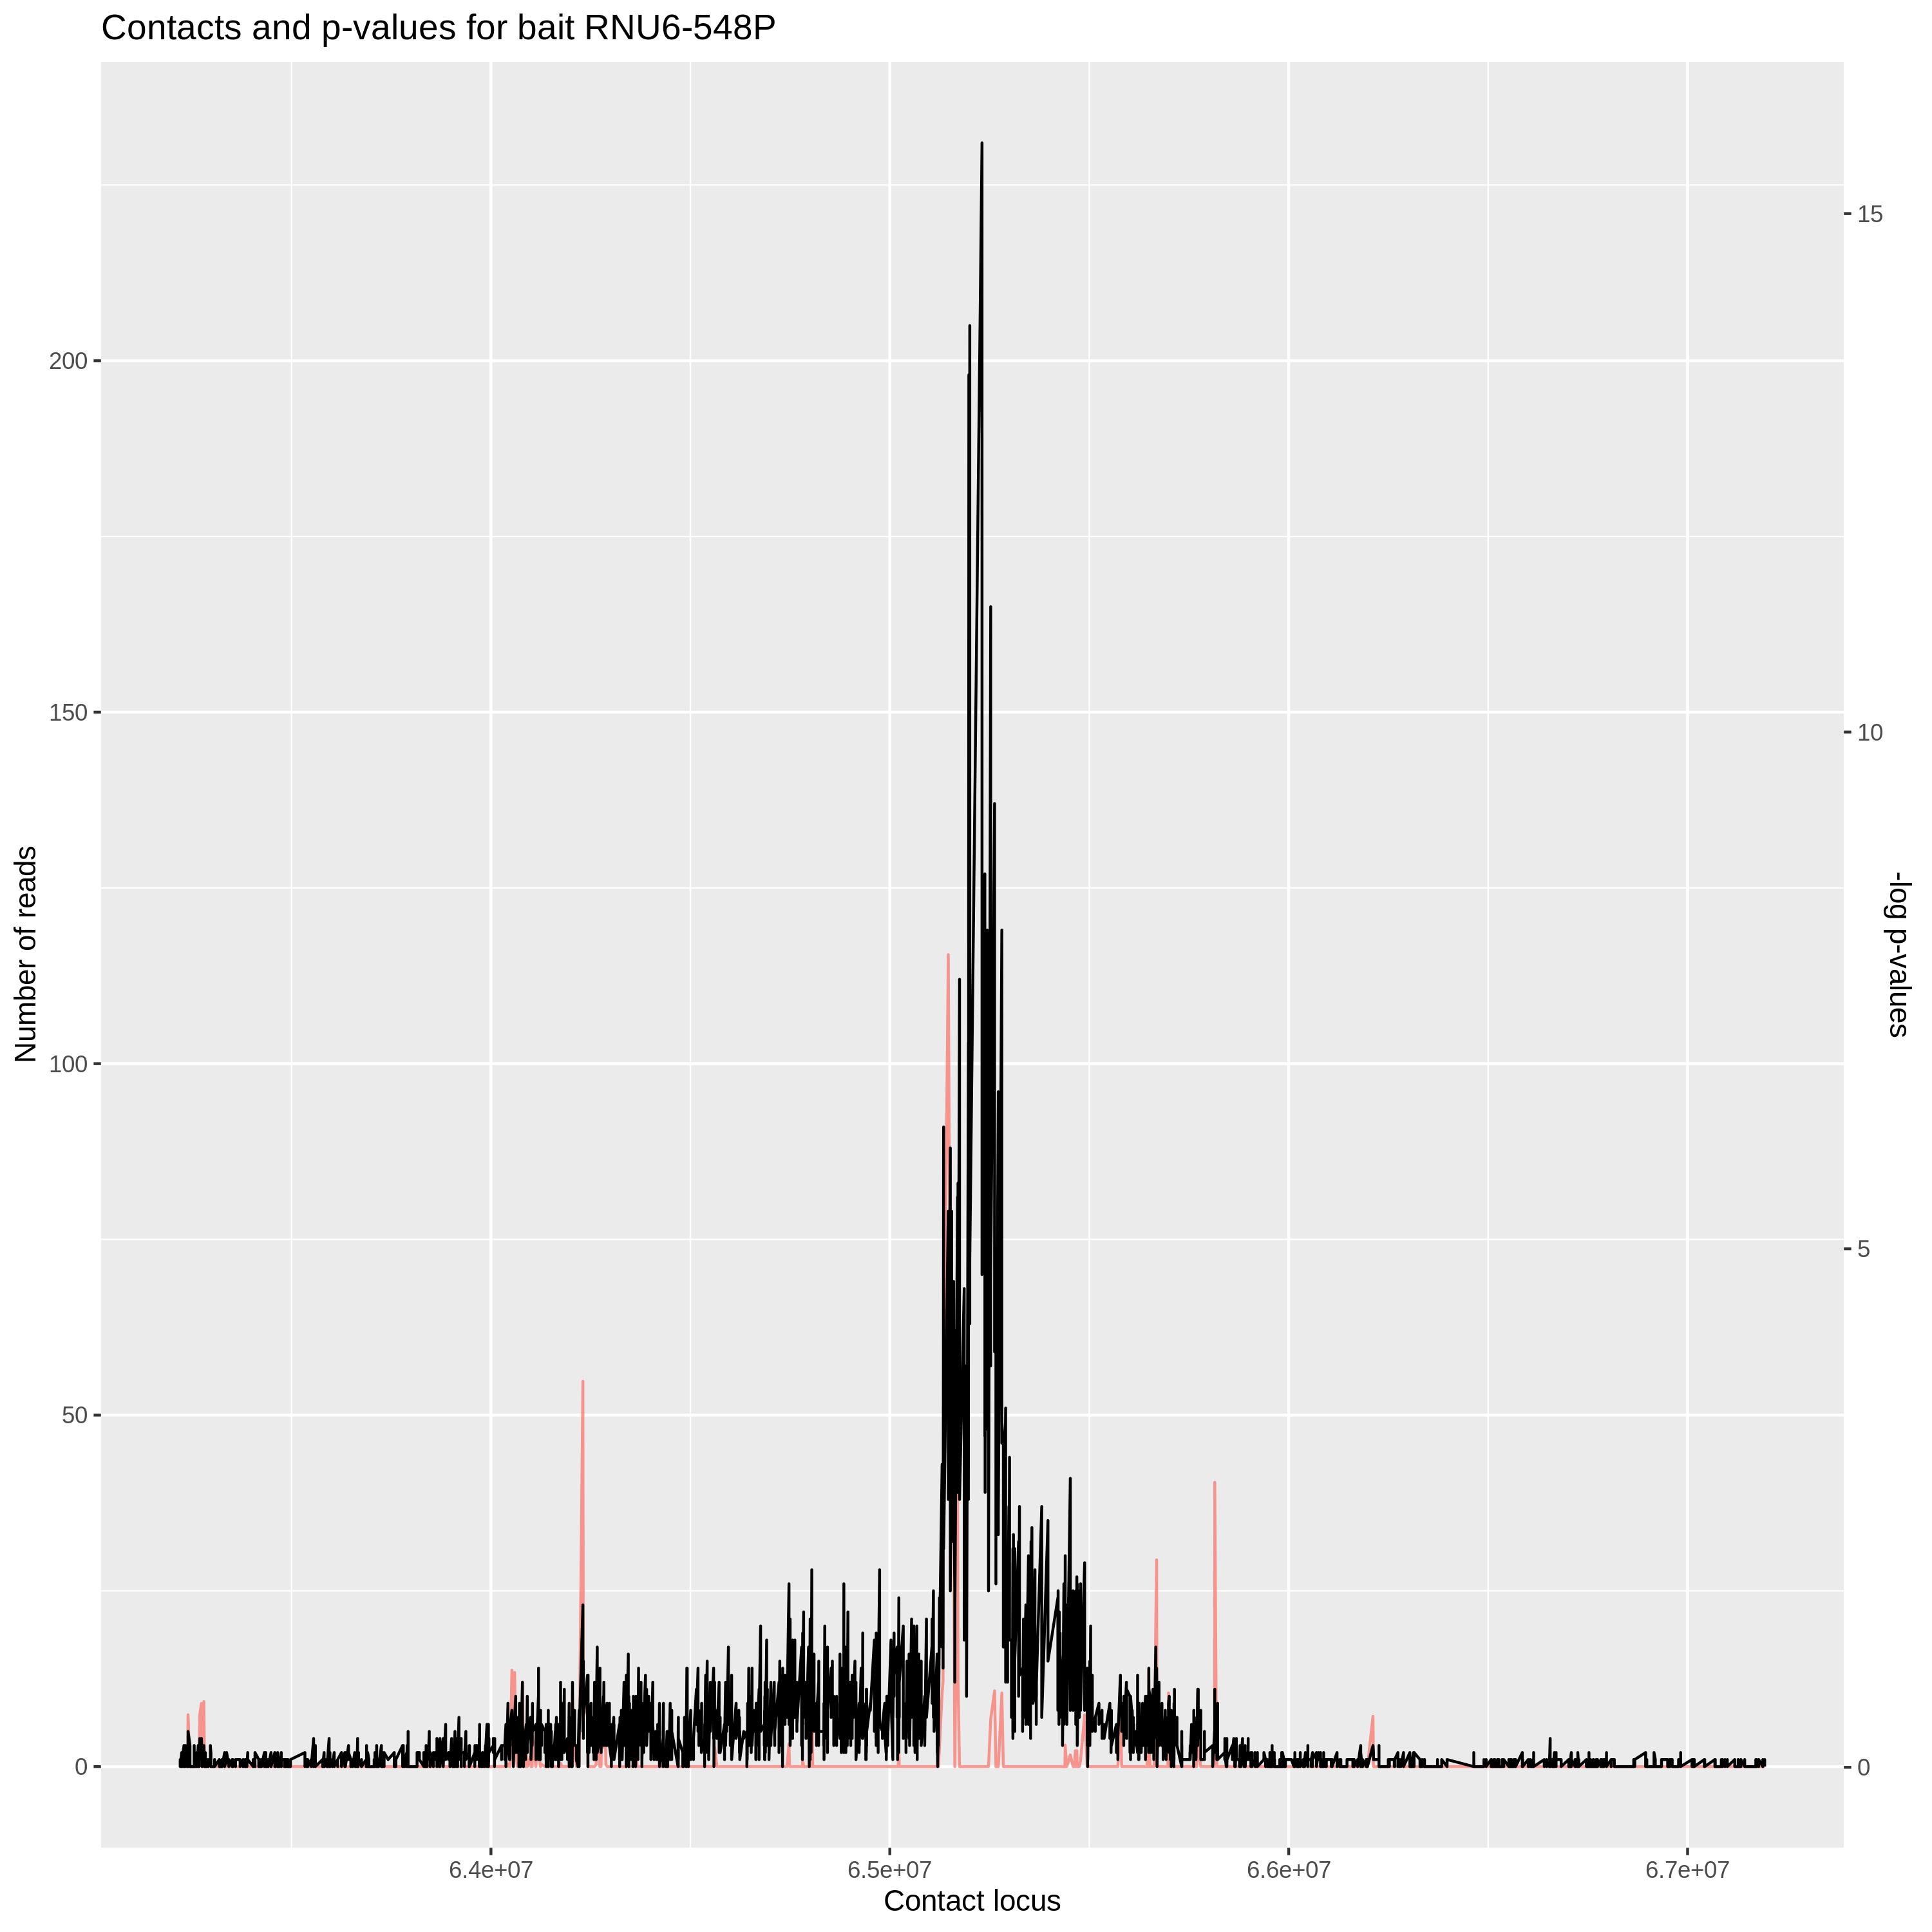 Contacts and p-values for bait RNU6-548P
Number of reads
200
150
100
50
0
15
10
5
0
-log p-values
6.4e+07
6.5e+07
6.6e+07
6.7e+07
Contact locus